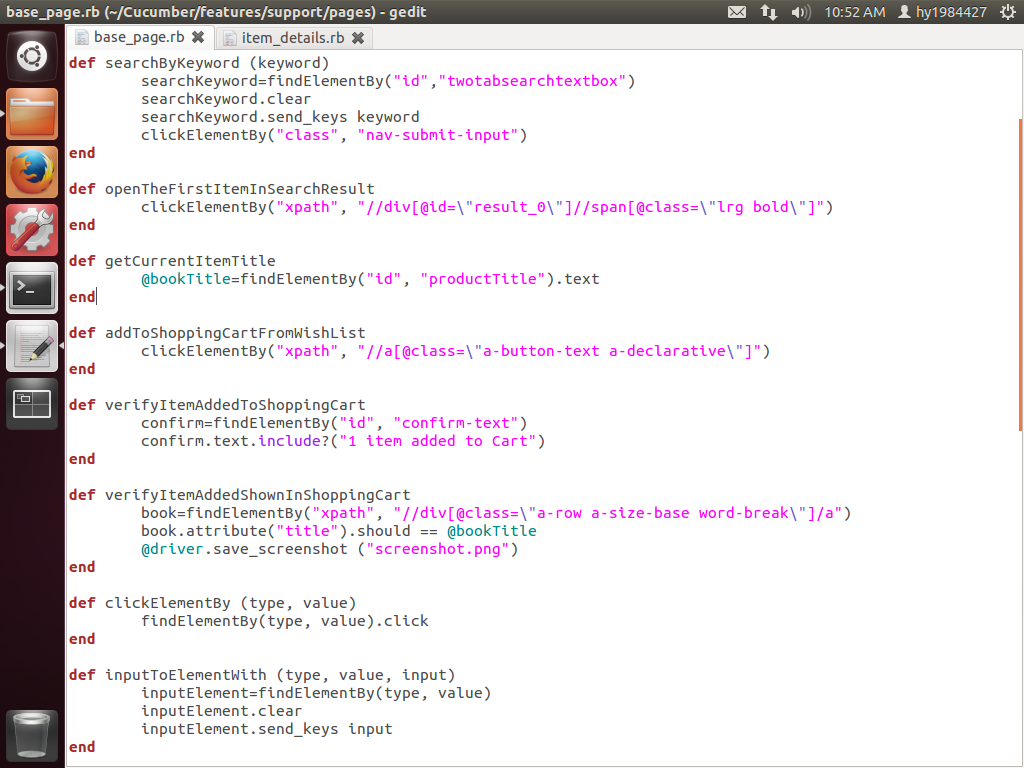 base_page.rb (~/Cucumber/features/support/pages) - gedit
10:52 AM
hy1984427
base_page.rb
item_details.rb
def searchByKeyword (keyword)
        searchKeyword=findElementBy("id","twotabsearchtextbox")
        searchKeyword.clear
        searchKeyword.send_keys keyword
        clickElementBy("class", "nav-submit-input")
end
def openTheFirstItemInSearchResult
        clickElementBy("xpath", "//div[@id=\"result_0\"]//span[@class=\"lrg bold\"]")
end
def getCurrentItemTitle
        @bookTitle=findElementBy("id", "productTitle").text
end
def addToShoppingCartFromWishList
        clickElementBy("xpath", "//a[@class=\"a-button-text a-declarative\"]")
end
def verifyItemAddedToShoppingCart
        confirm=findElementBy("id", "confirm-text")
        confirm.text.include?("1 item added to Cart")
end
def verifyItemAddedShownInShoppingCart
        book=findElementBy("xpath", "//div[@class=\"a-row a-size-base word-break\"]/a")
        book.attribute("title").should == @bookTitle
        @driver.save_screenshot ("screenshot.png")
end
def clickElementBy (type, value)
        findElementBy(type, value).click
end
def inputToElementWith (type, value, input)
        inputElement=findElementBy(type, value)
        inputElement.clear
        inputElement.send_keys input
end